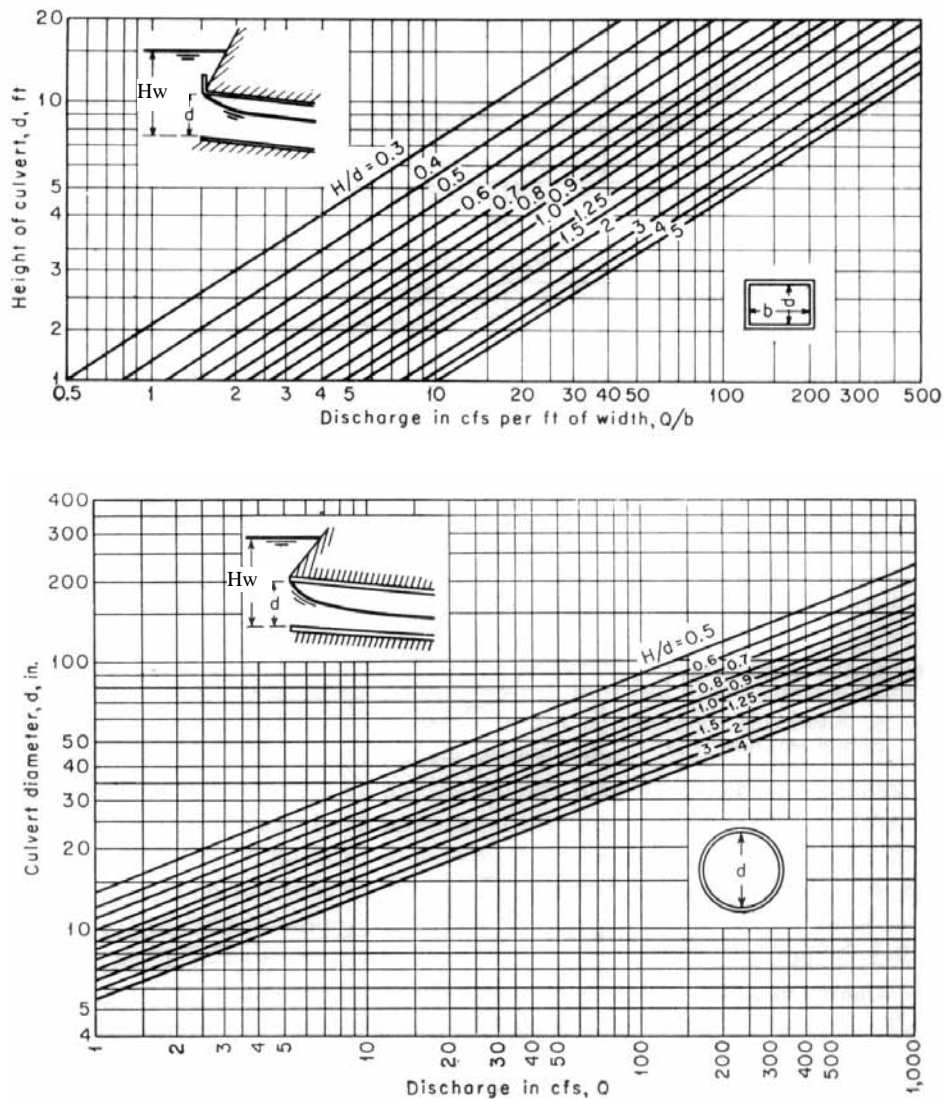 20
10
5
4
3
2
1
Height of culvert, d, ft
Hw
d
H/d = 0.3
0.4
0.5
0.6
0.7
0.8
0.9
1.0
1.25
1.5
2
3
4
5
b
d
0.5 1 2 3 4 5 10 20 30 40 50 100 200 300 500
Discharge in cfs per ft of width, Q/b
400
300
200
100
50
40
30
20
10
5
4
Culvert diameter, d, in.
Hw
d
H/d = 0.5
0.6 0.7
0.8 0.9
1.0 1.25
1.5 2
3 4
d
1 2 3 4 5 10 20 30 40 50 100 200 300 400 500 1,000
Discharge in cfs, Q